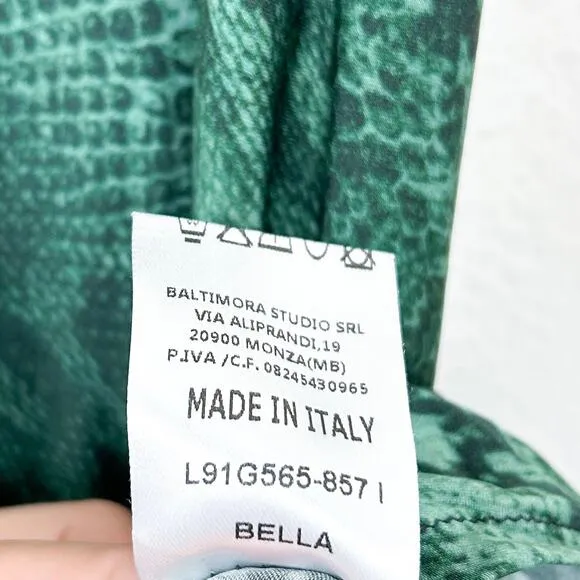 BALTIMORA STUDIO SRL
VIA ALIPRANDI,19
20900 MONZA(MB)
P.IVA /C.F. 08245430965
MADE IN ITALY
L91G565-857 I
BELLA